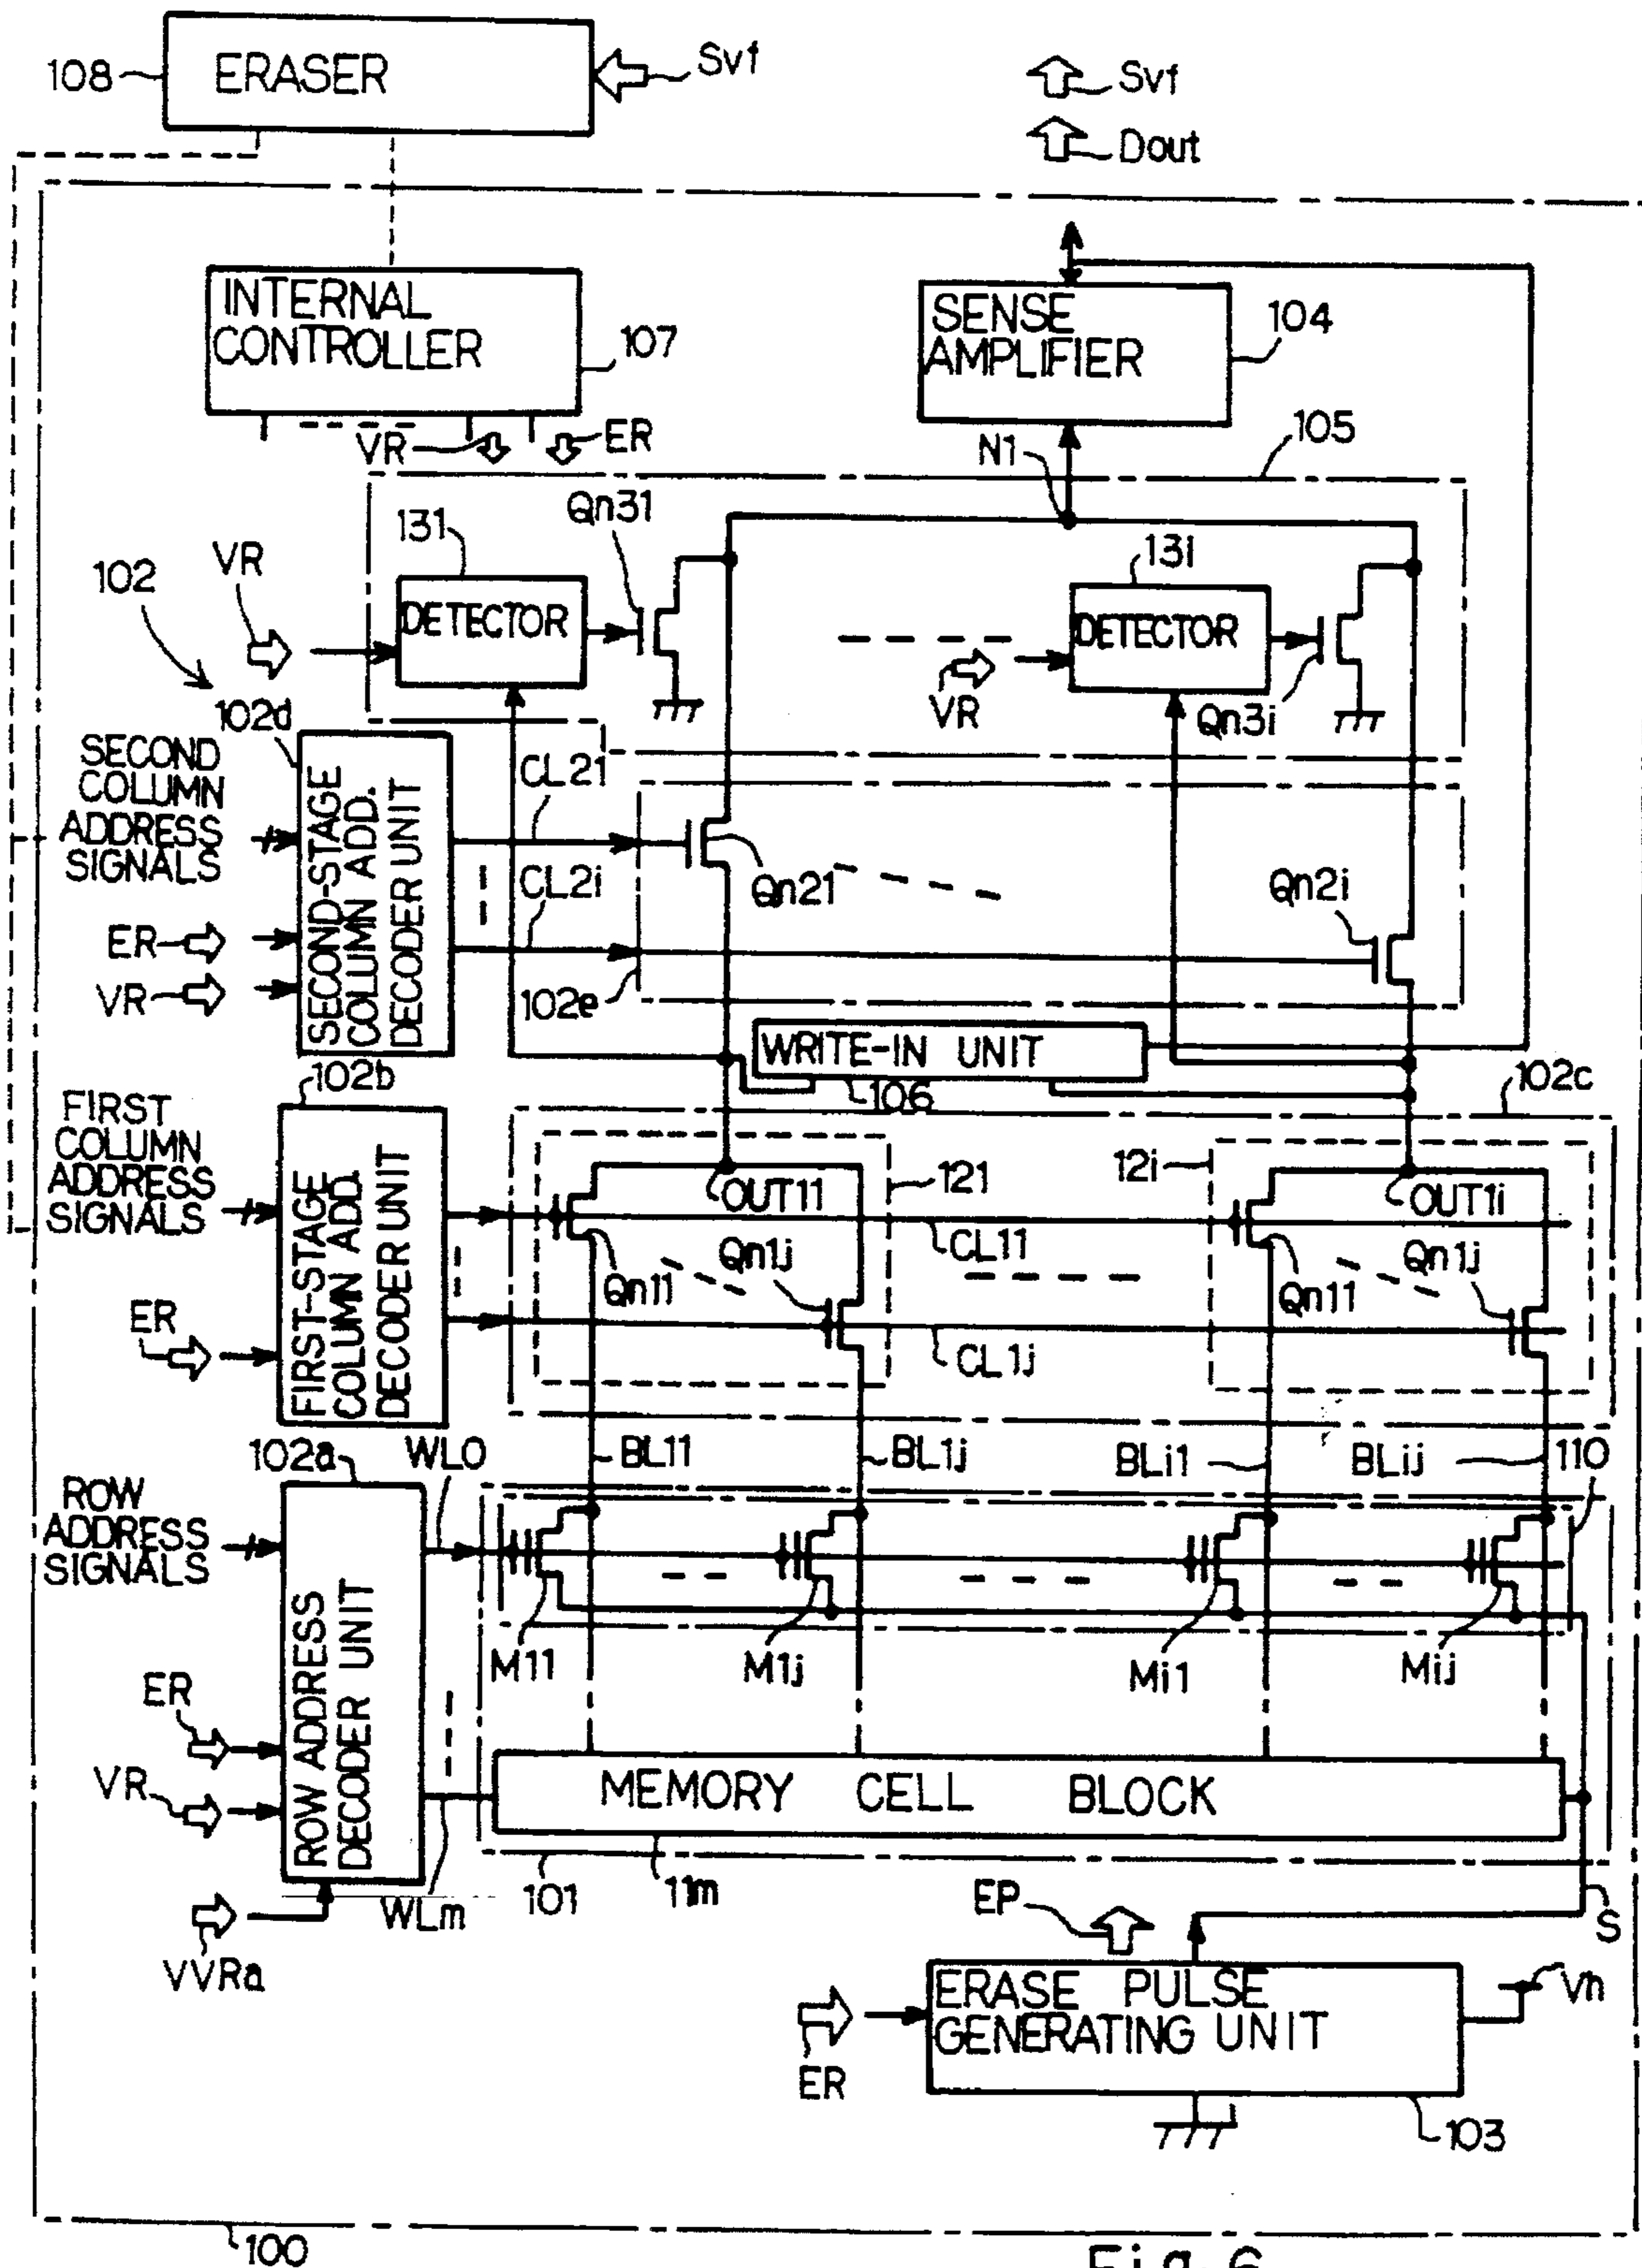 108
ERASER
Svf
Svf
Dout
INTERNAL
CONTROLLER
107
SENSE
AMPLIFIER
104
VR
ER
N1
105
Qn31
131
13i
VR
102
DETECTOR
DETECTOR
VR
Qn3i
102d
SECOND
COLUMN
ADDRESS
SIGNALS
SECOND-STAGE
COLUMN ADD.
DECODER UNIT
CL21
CL2i
Qn21
Qn2i
ER
VR
102e
WRITE-IN UNIT
106
102b
102c
FIRST
COLUMN
ADDRESS
SIGNALS
FIRST-STAGE
COLUMN ADD.
DECODER UNIT
121
12i
OUT11
OUT1i
CL11
Qn11
Qn1j
Qn11
Qn1j
ER
CL1j
102a
WL0
BL11
BL1j
BLi1
BLij
110
ROW
ADDRESS
SIGNALS
ROW ADDRESS
DECODER UNIT
M11
M1j
Mi1
Mij
ER
VR
MEMORY CELL BLOCK
WLm
101
11m
VVRa
EP
S
ERASE PULSE
GENERATING UNIT
Vh
ER
103
100
Fig. 6